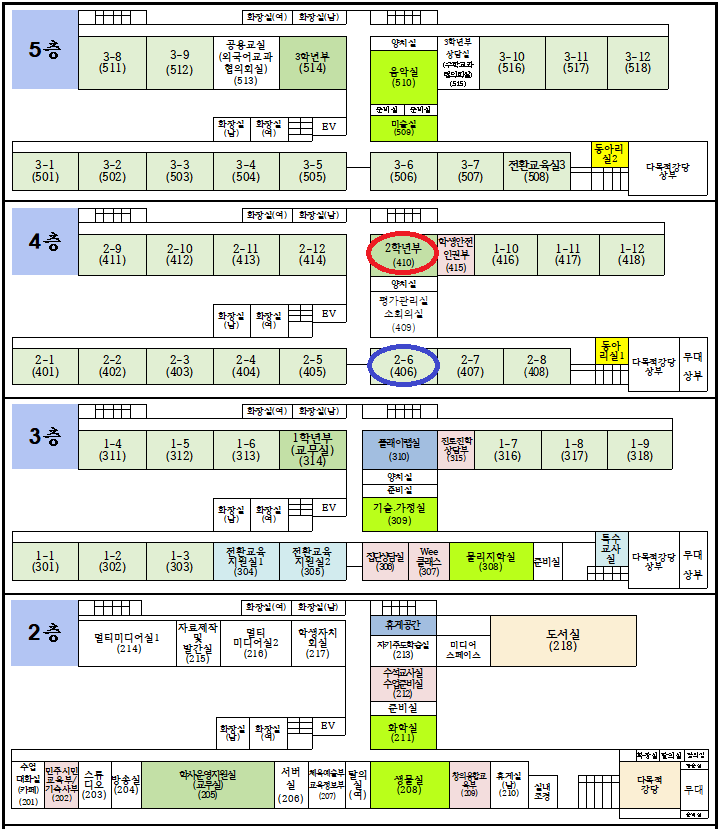 5층
화장실(여) 화장실(남)
3-8
(511)
3-9
(512)
공용교실
(외국어교과
협의회실)
(513)
3학년부
(514)
양치실
음악실
(510)
준비실 준비실
미술실
(509)
3학년부
상담실
(수학교과
협의회실)
(515)
3-10
(516)
3-11
(517)
3-12
(518)
화장실
(남)
화장실
(여)
EV
3-1
(501)
3-2
(502)
3-3
(503)
3-4
(504)
3-5
(505)
3-6
(506)
3-7
(507)
전환교육실3
(508)
동아리
실2
다목적강당
상부
4층
화장실(여) 화장실(남)
2-9
(411)
2-10
(412)
2-11
(413)
2-12
(414)
2학년부
(410)
학생안전
인권부
(415)
1-10
(416)
1-11
(417)
1-12
(418)
양치실
평가관리실
소회의실
(409)
화장실
(남)
화장실
(여)
EV
2-1
(401)
2-2
(402)
2-3
(403)
2-4
(404)
2-5
(405)
2-6
(406)
2-7
(407)
2-8
(408)
동아
리실1
다목적강당
상부
무대
상부
3층
화장실(여) 화장실(남)
1-4
(311)
1-5
(312)
1-6
(313)
1학년부
(교무실)
(314)
플레이랩실
(310)
진로진학
상담부
(315)
1-7
(316)
1-8
(317)
1-9
(318)
양치실
준비실
기술.가정실
(309)
화장실
(남)
화장실
(여)
EV
1-1
(301)
1-2
(302)
1-3
(303)
전환교육
지원실1
(304)
전환교육
지원실2
(305)
집단상담실
(306)
Wee
클래스
(307)
물리지학실
(308)
준비실
특수
교사
실
다목적강당
상부
무대
상부
2층
화장실(여) 화장실(남)
멀티미디어실1
(214)
자료제작
및
발간실
(215)
멀티
미디어실2
(216)
학생자치
회실
(217)
휴게공간
자기주도학습실
(213)
미디어
스페이스
도서실
(218)
수석교사실
수업준비실
(212)
준비실
화학실
(211)
화장실
(남)
화장실
(여)
EV
수업
대화실
(카페)
(201)
민주시민
교육부/
기숙사부
(202)
스튜
디오
(203)
방송실
(204)
학사운영지원실
(교무실)
(205)
서버
실
(206)
체육예술부
교육정보부
(207)
탈의
실
(여)
생물실
(208)
창의융합교
육부
(209)
휴게실
(남)
(210)
실내
조경
화장실 탈의실
다목적
강당
무대